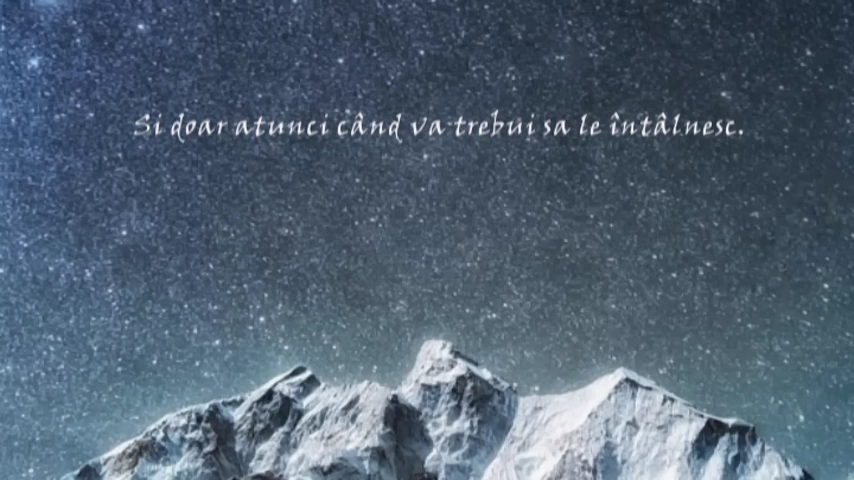 Si doar atunci când va trebui sa le întâlnesc.